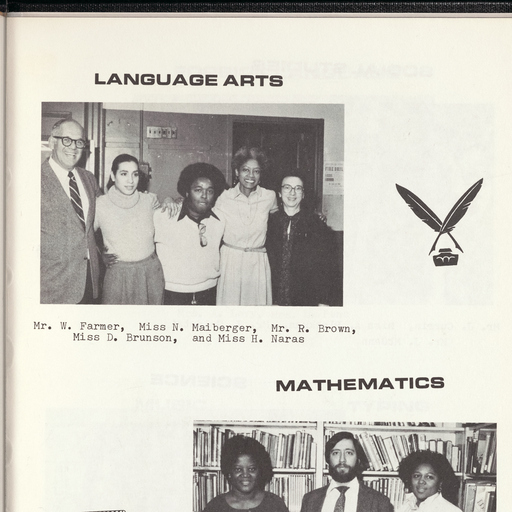 LANGUAGE ARTS
Mr. W. Farmer, Miss N. Maiberger, Mr. R. Brown,
Miss D. Brunson, and Miss H. Naras
MATHEMATICS